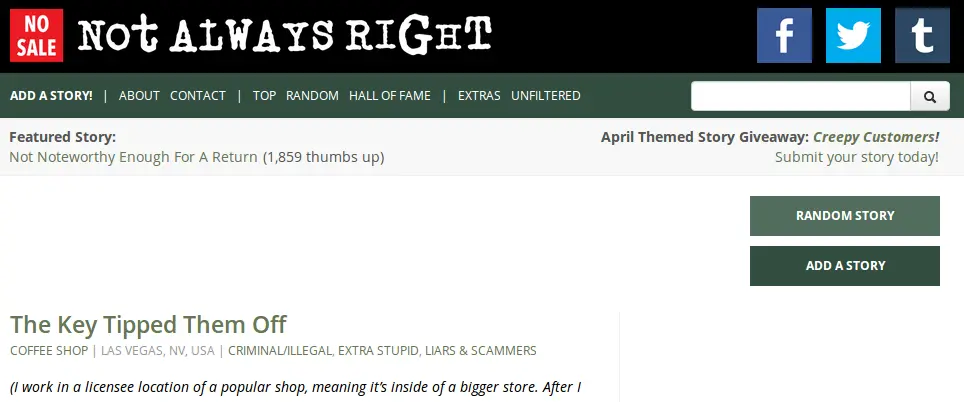 NO
SALE
NOt ALWAYS RIGHT
f
t
ADD A STORY! | ABOUT CONTACT | TOP RANDOM HALL OF FAME | EXTRAS UNFILTERED
Featured Story:
Not Noteworthy Enough For A Return (1,859 thumbs up)
April Themed Story Giveaway: Creepy Customers!
Submit your story today!
RANDOM STORY
ADD A STORY
The Key Tipped Them Off
COFFEE SHOP | LAS VEGAS, NV, USA | CRIMINAL/ILLEGAL, EXTRA STUPID, LIARS & SCAMMERS
(I work in a licensee location of a popular shop, meaning it’s inside of a bigger store. After I